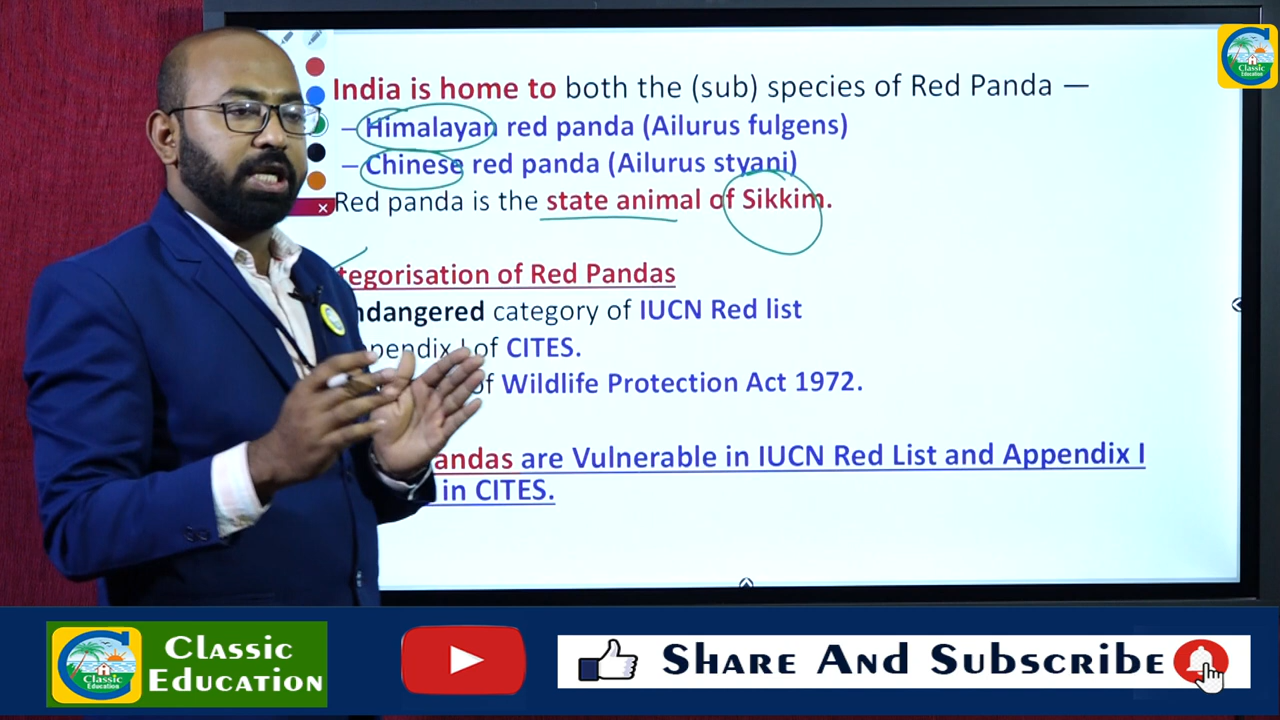 India is home to both the (sub) species of Red Panda —
– Himalayan red panda (Ailurus fulgens)
– Chinese red panda (Ailurus styani)
Red panda is the state animal of Sikkim.
tegorisation of Red Pandas
ndangered category of IUCN Red list
ppendix I of CITES.
of Wildlife Protection Act 1972.
andas are Vulnerable in IUCN Red List and Appendix I
in CITES.
Classic
Education
Classic
Education
Classic
Education
Share And Subscribe